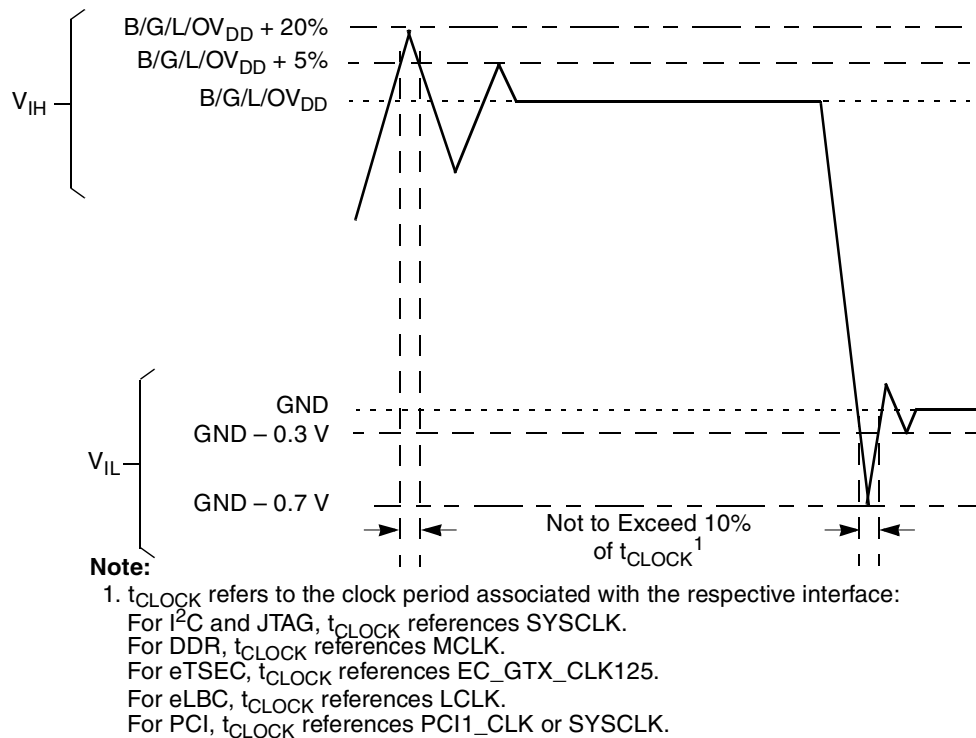 B/G/L/OV_DD + 20%
B/G/L/OV_DD + 5%
B/G/L/OV_DD
V_IH
GND
GND – 0.3 V
V_IL
GND – 0.7 V
Not to Exceed 10%
of t_CLOCK^1
Note:
1. t_CLOCK refers to the clock period associated with the respective interface:
For I^2C and JTAG, t_CLOCK references SYSCLK.
For DDR, t_CLOCK references MCLK.
For eTSEC, t_CLOCK references EC_GTX_CLK125.
For eLBC, t_CLOCK references LCLK.
For PCI, t_CLOCK references PCI1_CLK or SYSCLK.